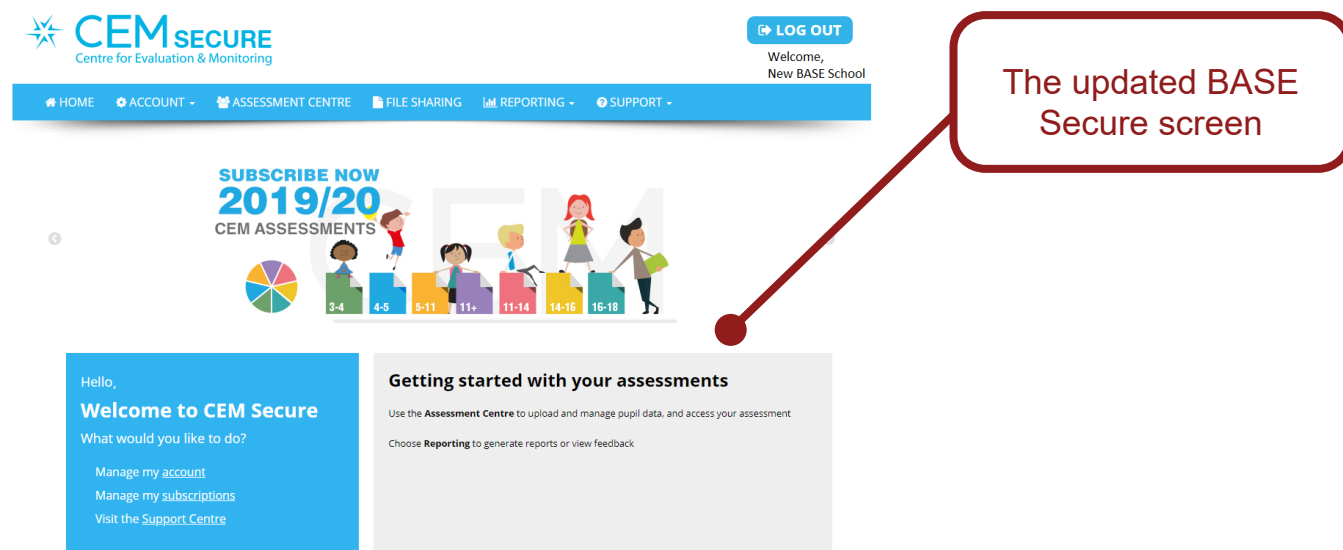 CEM SECURE
Centre for Evaluation & Monitoring
LOG OUT
Welcome,
New BASE School
HOME ACCOUNT ASSESSMENT CENTRE FILE SHARING REPORTING SUPPORT
The updated BASE
Secure screen
SUBSCRIBE NOW
2019/20
CEM ASSESSMENTS
CEM
3-4 4-5 5-11 11+ 11-14 14-16 16-18
Hello,
Welcome to CEM Secure
What would you like to do?
Manage my account
Manage my subscriptions
Visit the Support Centre
Getting started with your assessments
Use the Assessment Centre to upload and manage pupil data, and access your assessment
Choose Reporting to generate reports or view feedback